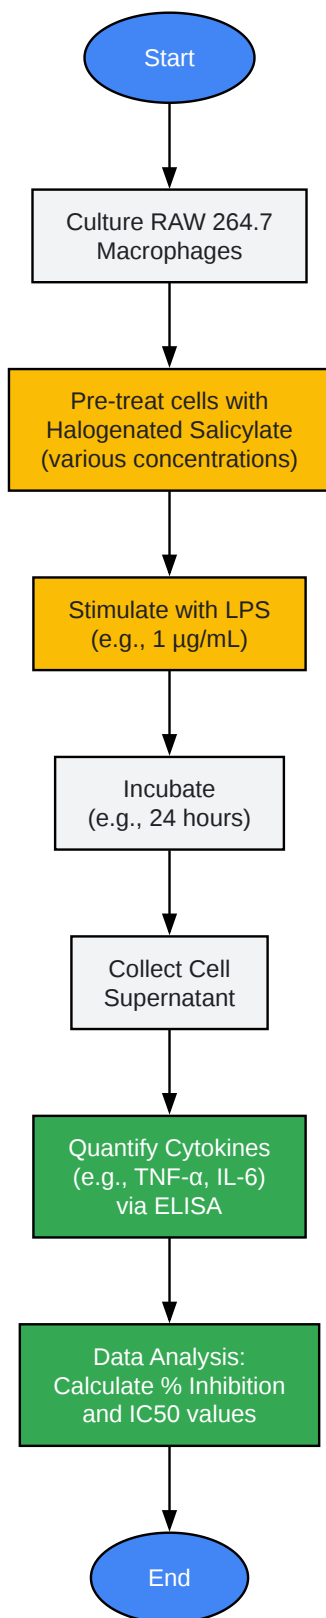 Start
Culture RAW 264.7
Macrophages
Pre-treat cells with
Halogenated Salicylate
(various concentrations)
Stimulate with LPS
(e.g., 1 µg/mL)
Incubate
(e.g., 24 hours)
Collect Cell
Supernatant
Quantify Cytokines
(e.g., TNF-α, IL-6)
via ELISA
Data Analysis:
Calculate % Inhibition
and IC50 values
End